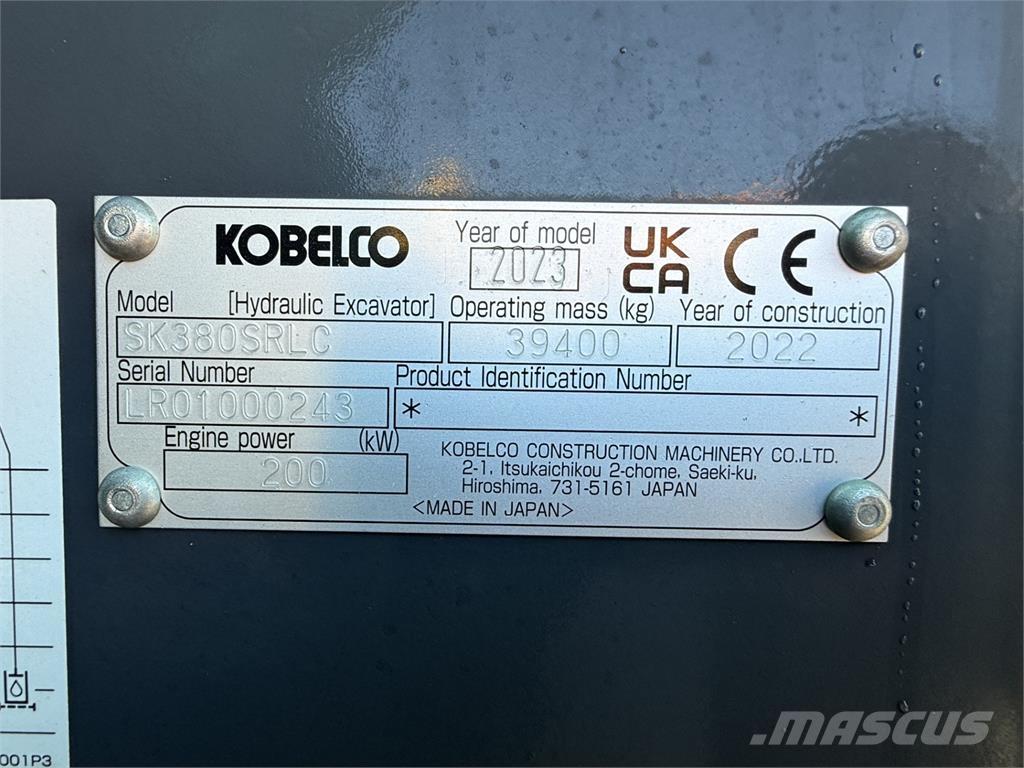 KOBELCO
Year of model
2023
UK
CA CE
Model [Hydraulic Excavator] Operating mass (kg) Year of construction
SK380SRLC 39400 2022
Serial Number Product Identification Number
LR01000243 * *
Engine power (kW)
200
KOBELCO CONSTRUCTION MACHINERY CO.,LTD.
2-1, Itsukaichikou 2-chome, Saeki-ku,
Hiroshima, 731-5161 JAPAN
<MADE IN JAPAN>
001P3
MASCUS